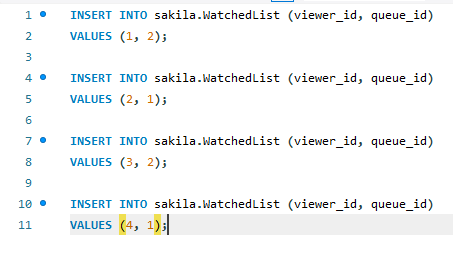 1 INSERT INTO sakila.WatchedList (viewer_id, queue_id)
2 VALUES (1, 2);
3
4 INSERT INTO sakila.WatchedList (viewer_id, queue_id)
5 VALUES (2, 1);
6
7 INSERT INTO sakila.WatchedList (viewer_id, queue_id)
8 VALUES (3, 2);
9
10 INSERT INTO sakila.WatchedList (viewer_id, queue_id)
11 VALUES (4, 1);